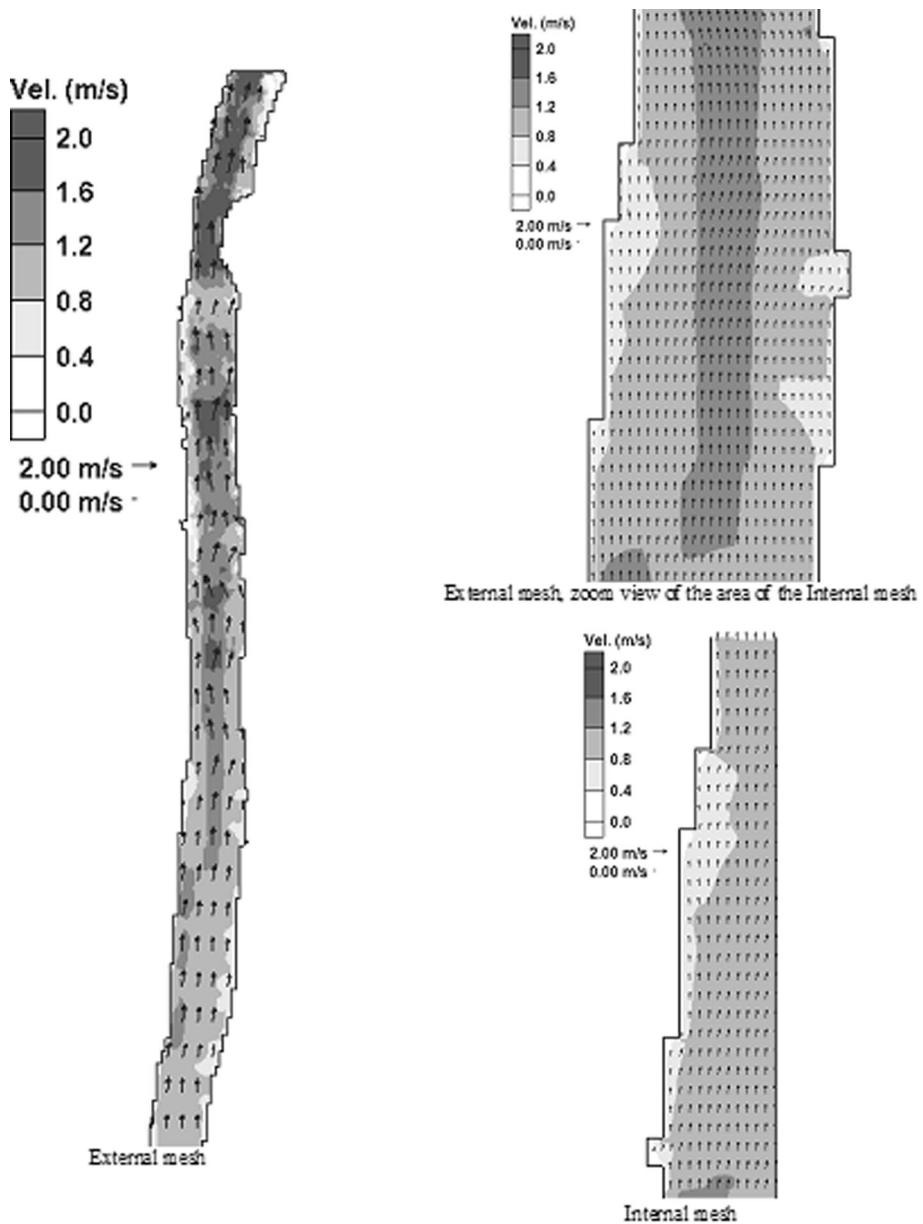 Vel. (m/s)
2.0
1.6
1.2
0.8
0.4
0.0
2.00 m/s
0.00 m/s
External mesh
Vel. (m/s)
2.0
1.6
1.2
0.8
0.4
0.0
2.00 m/s
0.00 m/s
External mesh, zoom view of the area of the Internal mesh
Vel. (m/s)
2.0
1.6
1.2
0.8
0.4
0.0
2.00 m/s
0.00 m/s
Internal mesh